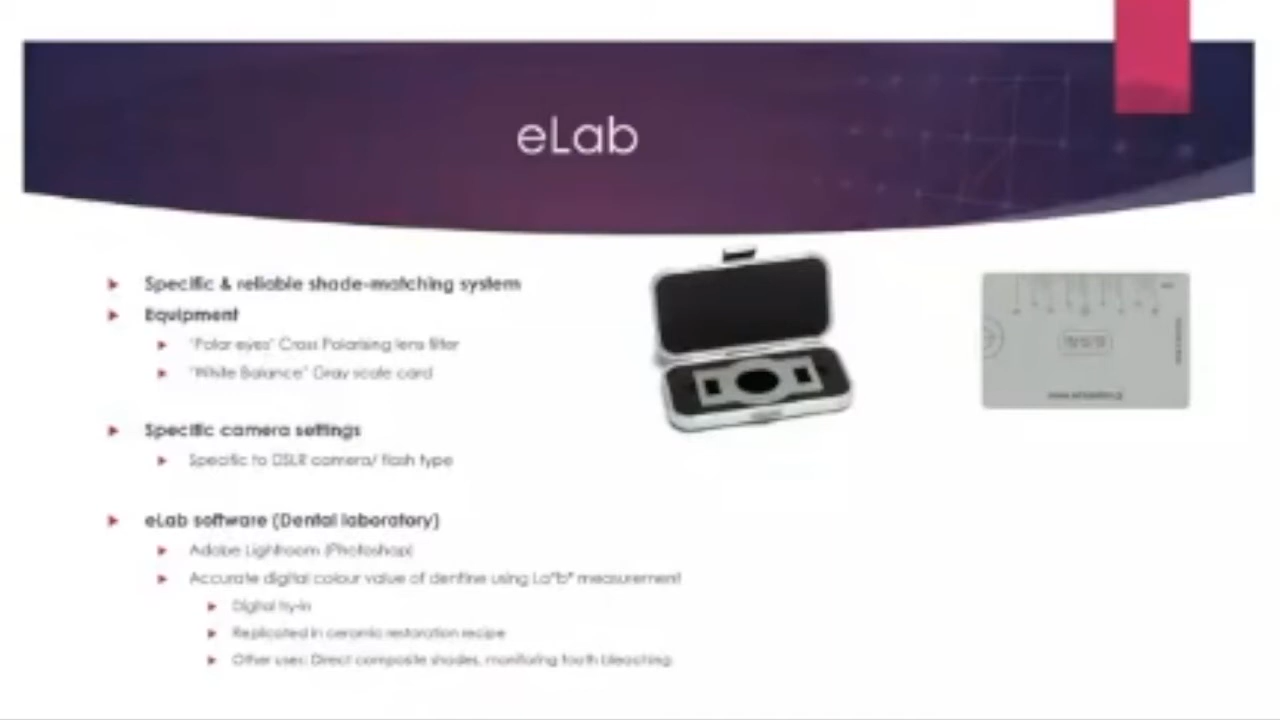 eLab
Specific & reliable shade-matching system
Equipment
"Polar eyes" Cross Polarising lens filter
"White Balance" Gray scale card
Specific camera settings
Specific to DSLR camera/ flash type
eLab software (Dental laboratory)
Adobe Lightroom (Photoshop)
Accurate digital colour value of dentine using La*b* measurement
Digital try-in
Replicated in ceramic restoration recipe
Other uses: Direct composite shades, monitoring tooth bleaching